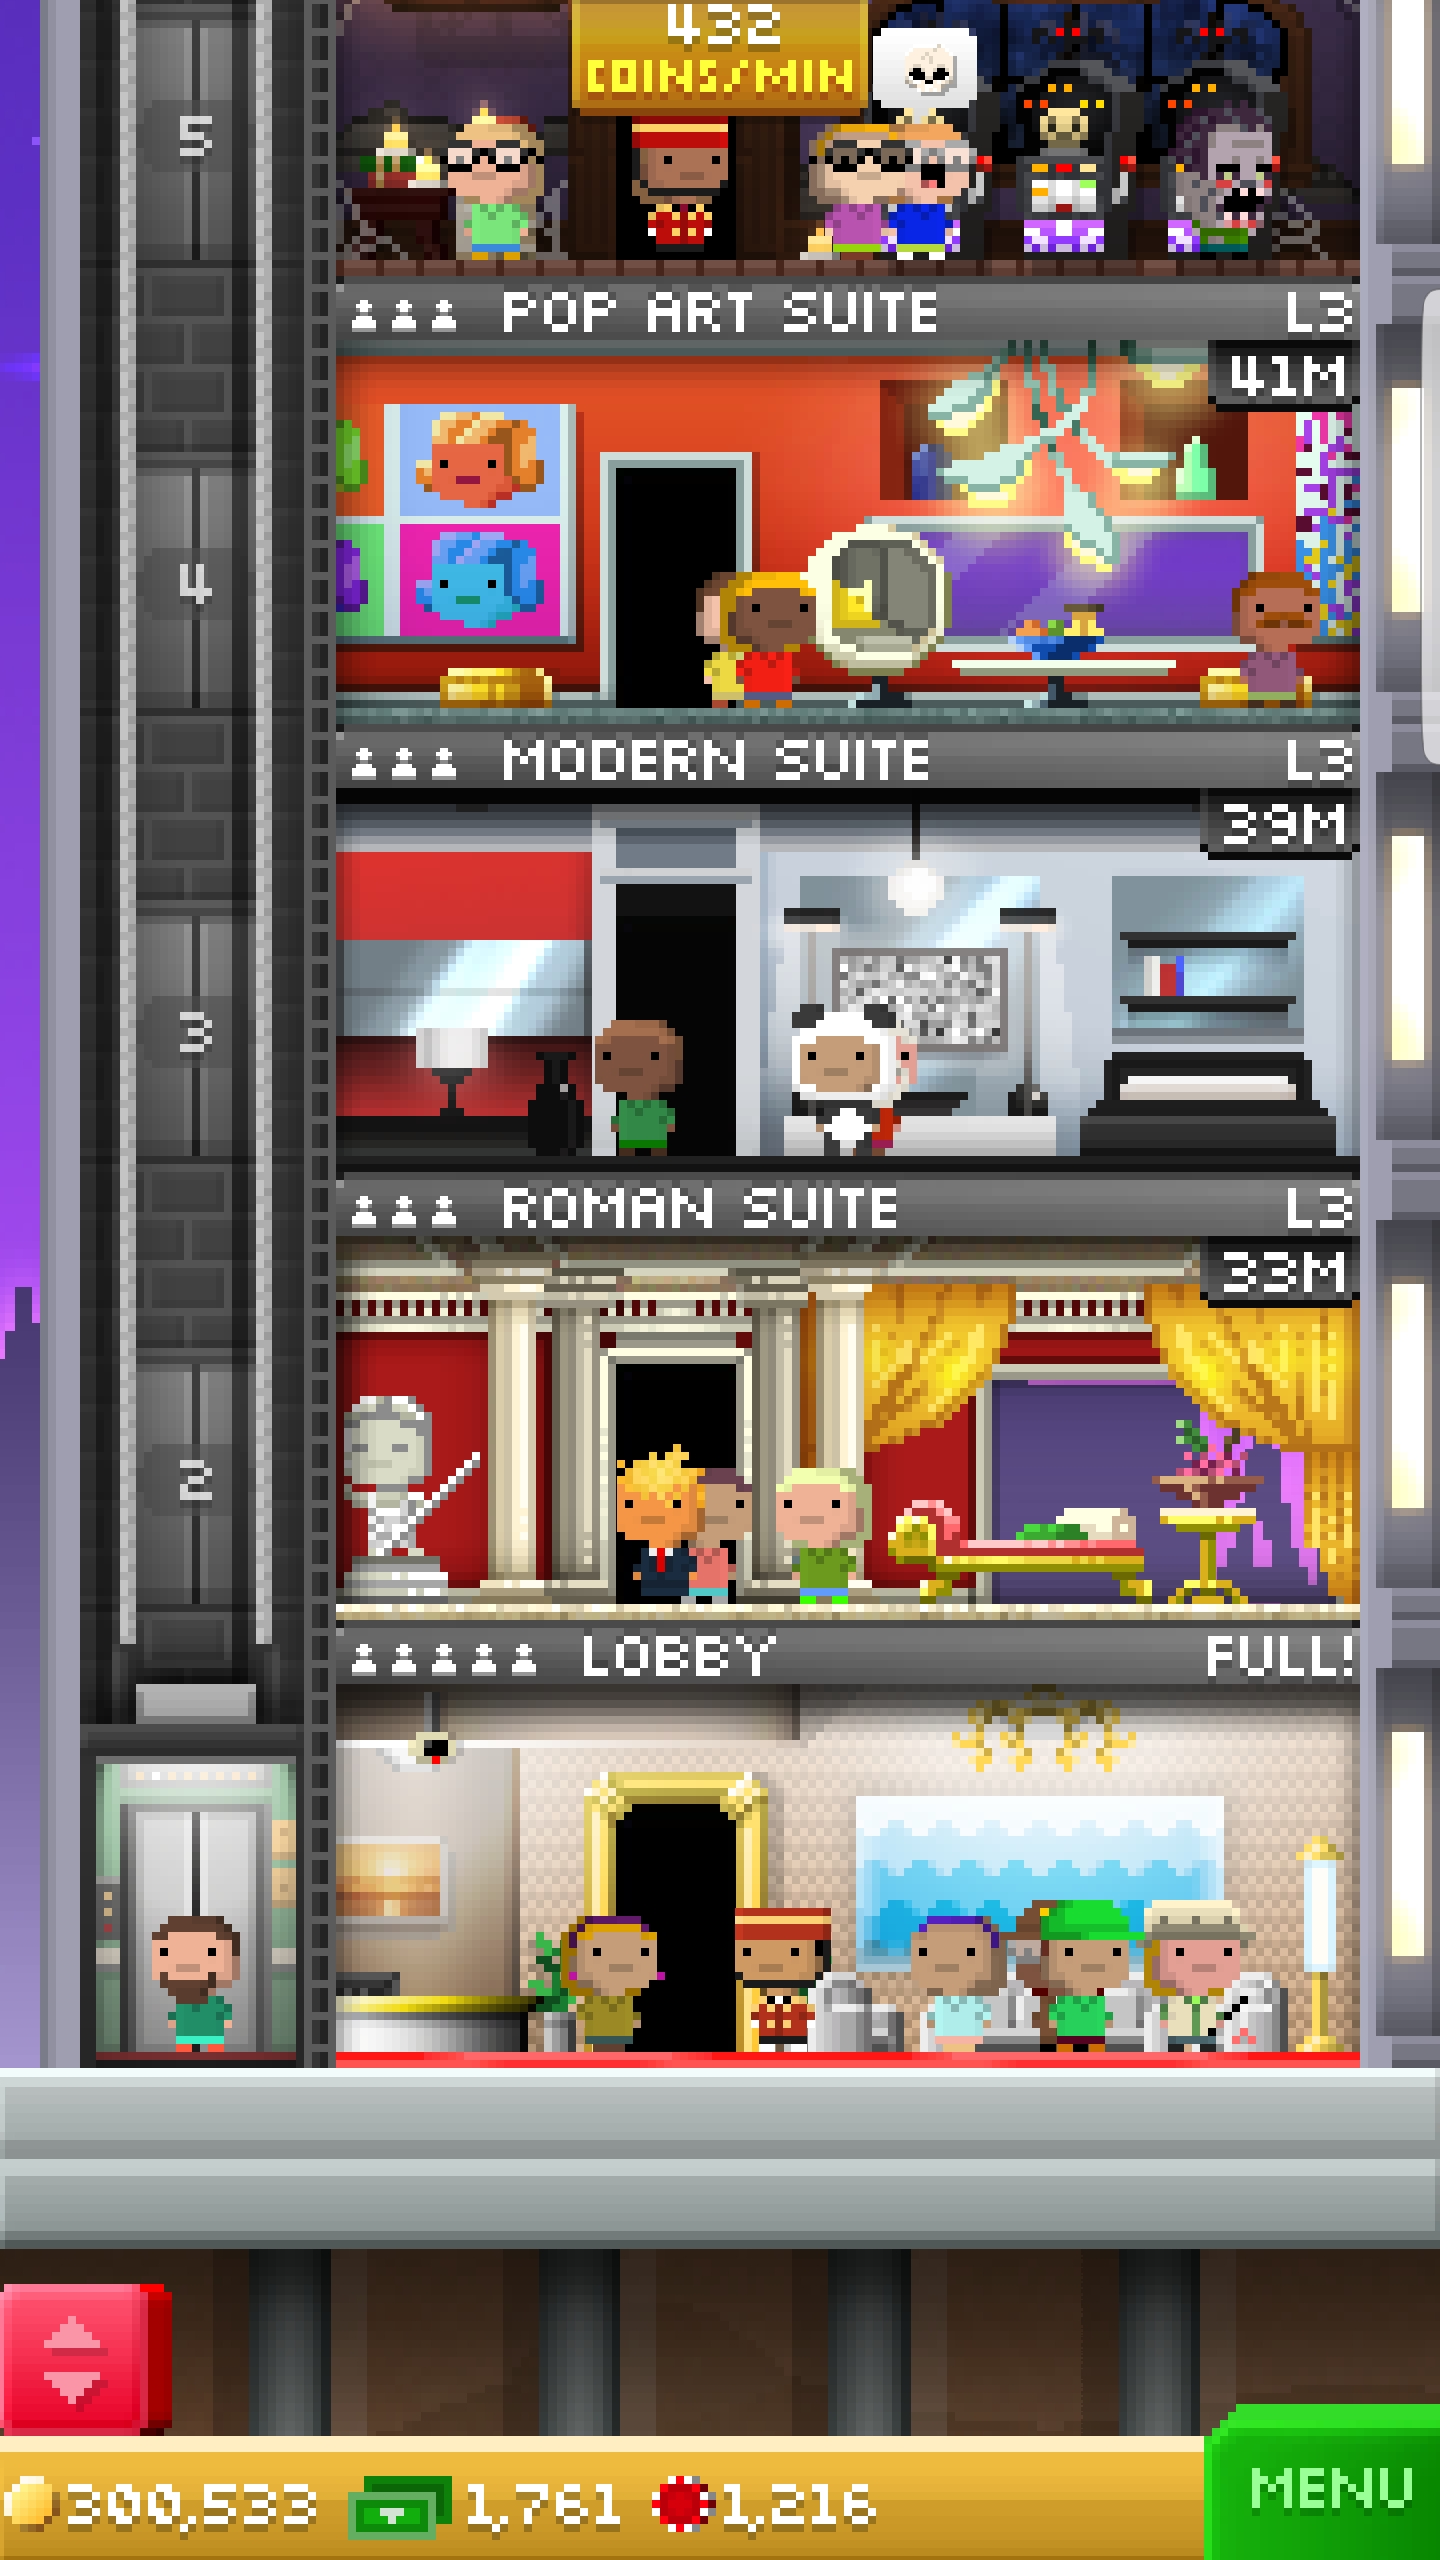 432
COINS/MIN
5
POP ART SUITE L3
41M
4
MODERN SUITE L3
39M
3
ROMAN SUITE L3
33M
2
LOBBY FULL!
300,533 1,761 1,216
MENU